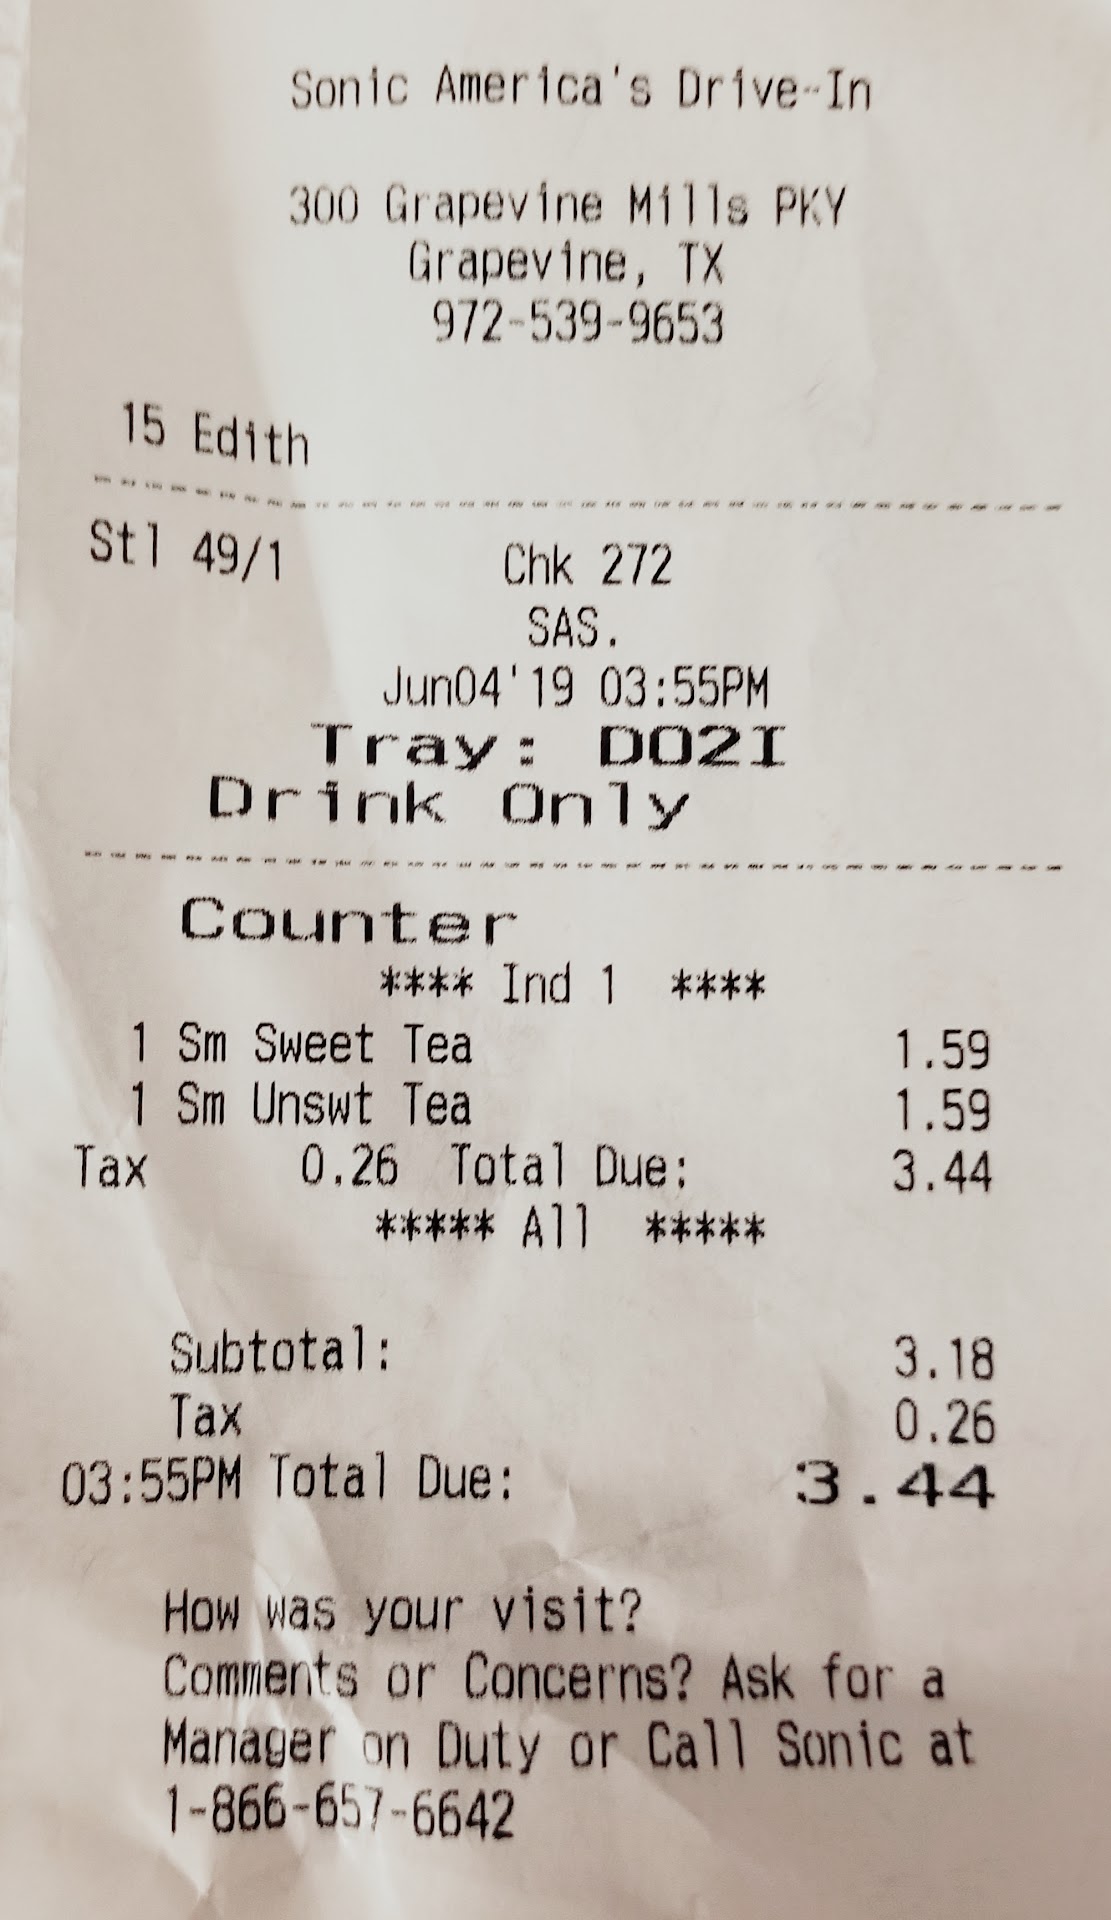 Sonic America's Drive-In
300 Grapevine Mills PKY
Grapevine, TX
972-539-9653
15 Edith
Stl 49/1 Chk 272
SAS.
Jun04'19 03:55PM
Tray: D02I
Drink Only
Counter
**** Ind 1 ****
1 Sm Sweet Tea 1.59
1 Sm Unswt Tea 1.59
Tax 0.26 Total Due: 3.44
***** All *****
Subtotal: 3.18
Tax 0.26
03:55PM Total Due: 3.44
How was your visit?
Comments or Concerns? Ask for a
Manager on Duty or Call Sonic at
1-866-657-6642